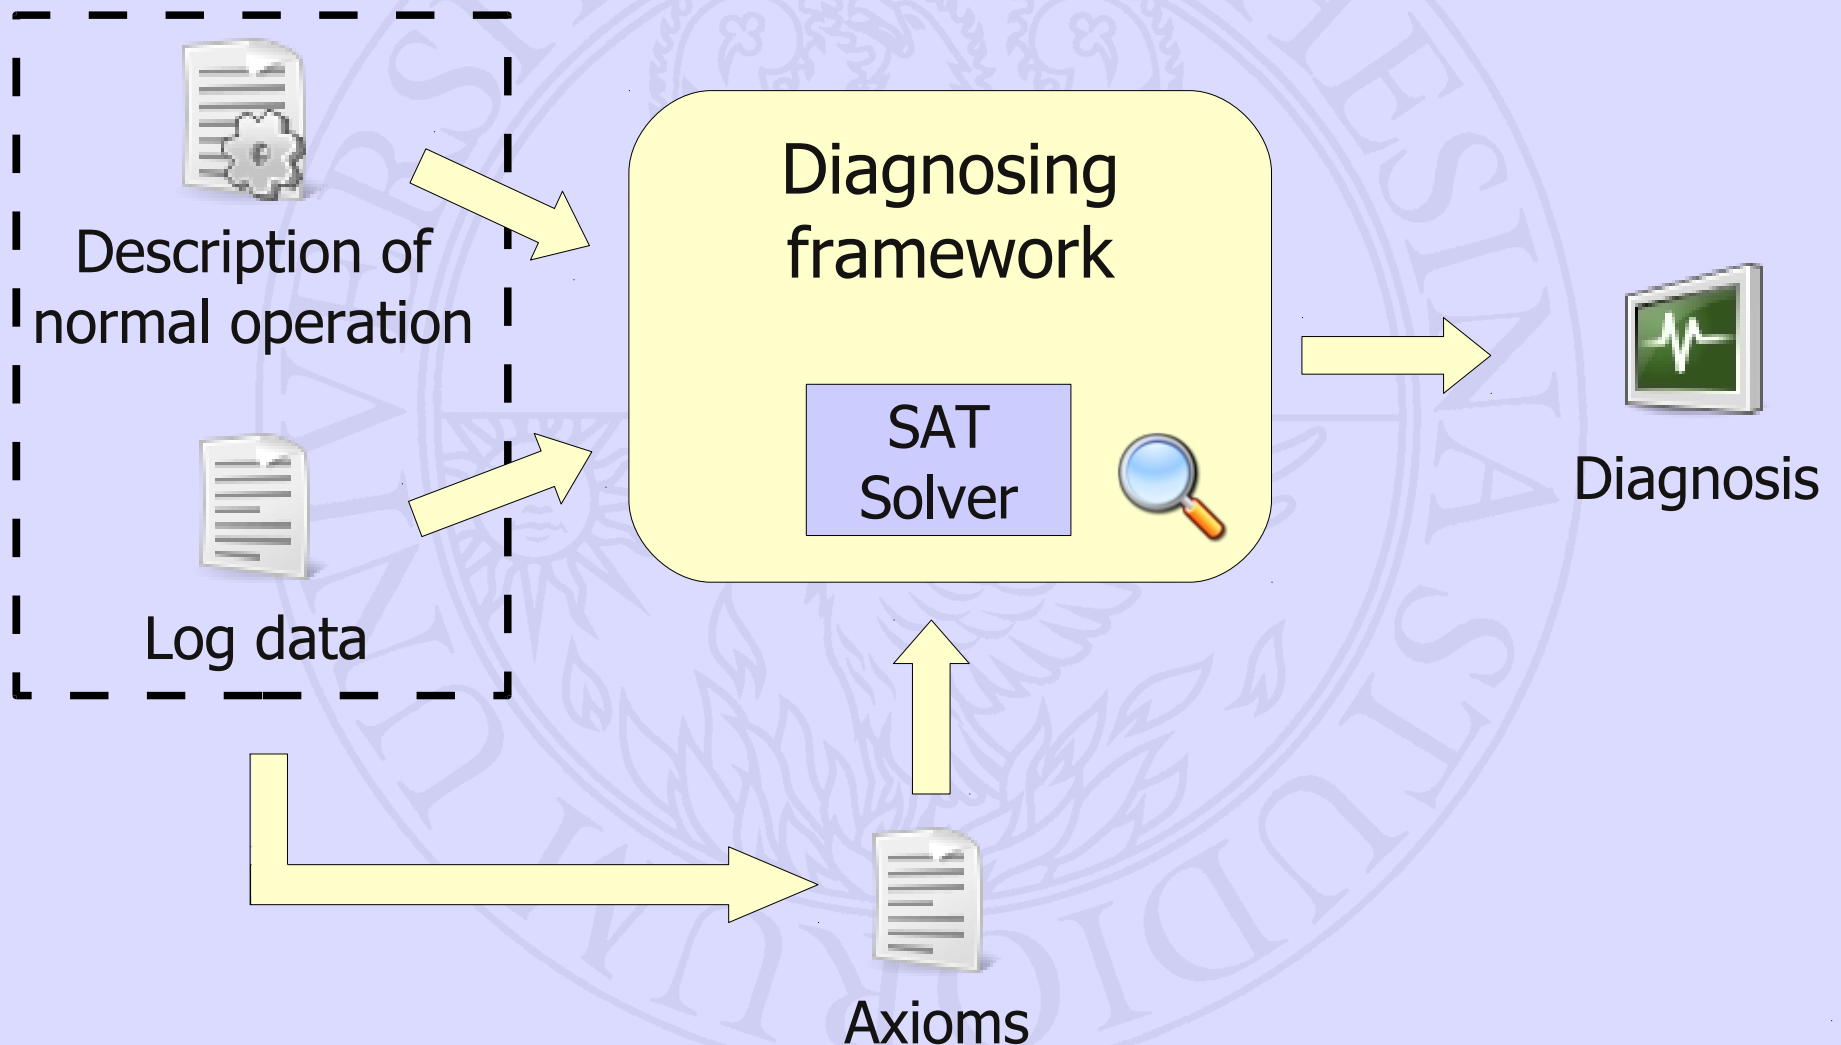 Description of
normal operation
Log data
Diagnosing
framework
SAT
Solver
Diagnosis
Axioms